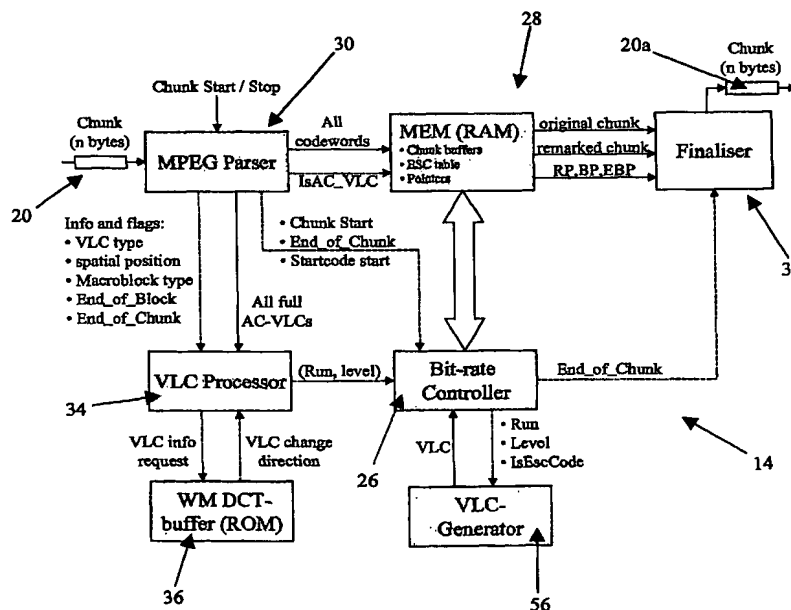 30
28
20a
Chunk
(n bytes)
Chunk Start / Stop
Chunk
(n bytes)
20
MPEG Parser
All
codewords
IsAC_VLC
MEM (RAM)
• Chunk buffers
• ESC table
• Pointers
original chunk
remarked chunk
RP,BP,EBP
Finaliser
Info and flags:
• VLC type
• spatial position
• Macroblock type
• End_of_Block
• End_of_Chunk
• Chunk Start
• End_of_Chunk
• Startcode start
All full
AC-VLCs
VLC Processor
34
(Run, level)
Bit-rate
Controller
26
End_of_Chunk
14
VLC info
request
VLC change
direction
VLC
• Run
• Level
• IsEscCode
WM DCT-
buffer (ROM)
36
VLC-
Generator
56